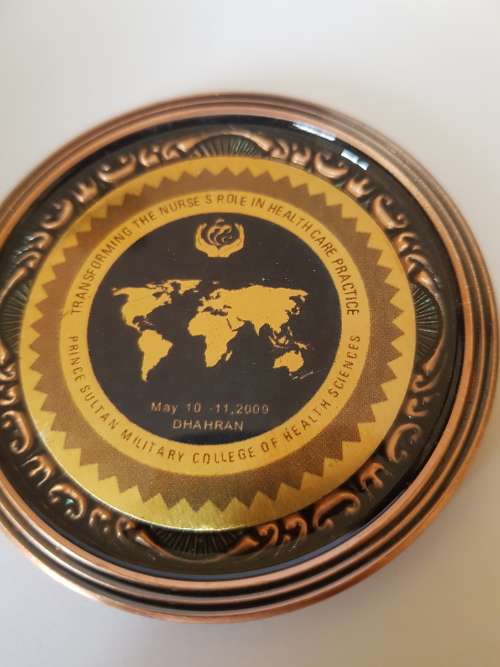 TRANSFORMING THE NURSE S ROLE IN HEALTH CARE PRACTICE
May 10 -11,2009
DHAHRAN
PRINCE SULTAN MILITARY COLLEGE OF HEALTH SCIENCES